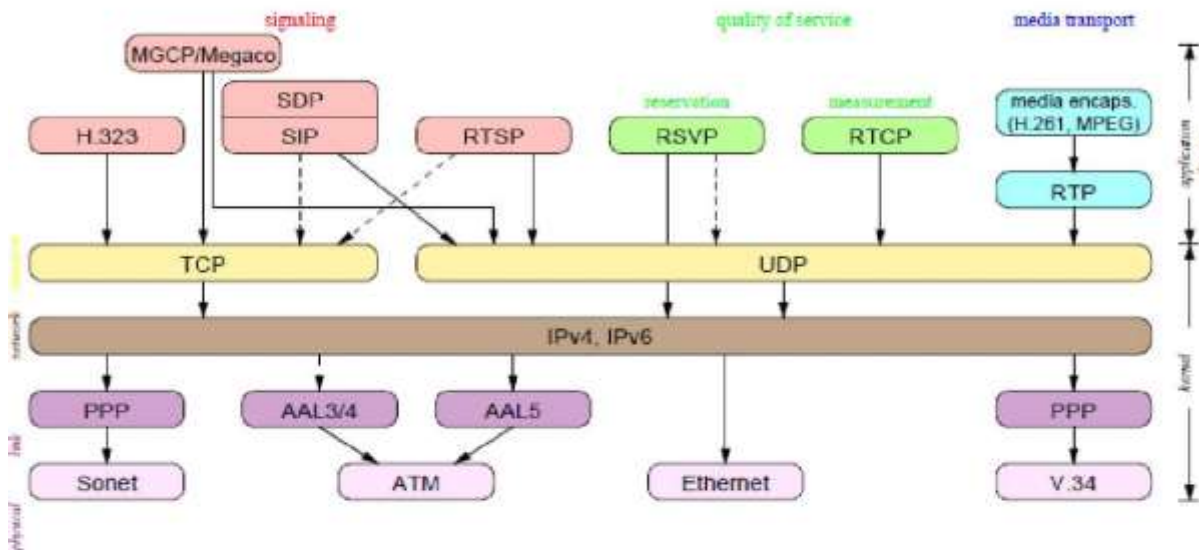 signaling
quality of service
media transport
MGCP/Megaco
SDP
reservation
measurement
media encaps.
(H.261, MPEG)
H.323
SIP
RTSP
RSVP
RTCP
application
RTP
TCP
UDP
network
IPv4, IPv6
kernel
PPP
AAL3/4
AAL5
PPP
link
Sonet
ATM
Ethernet
V.34
physical